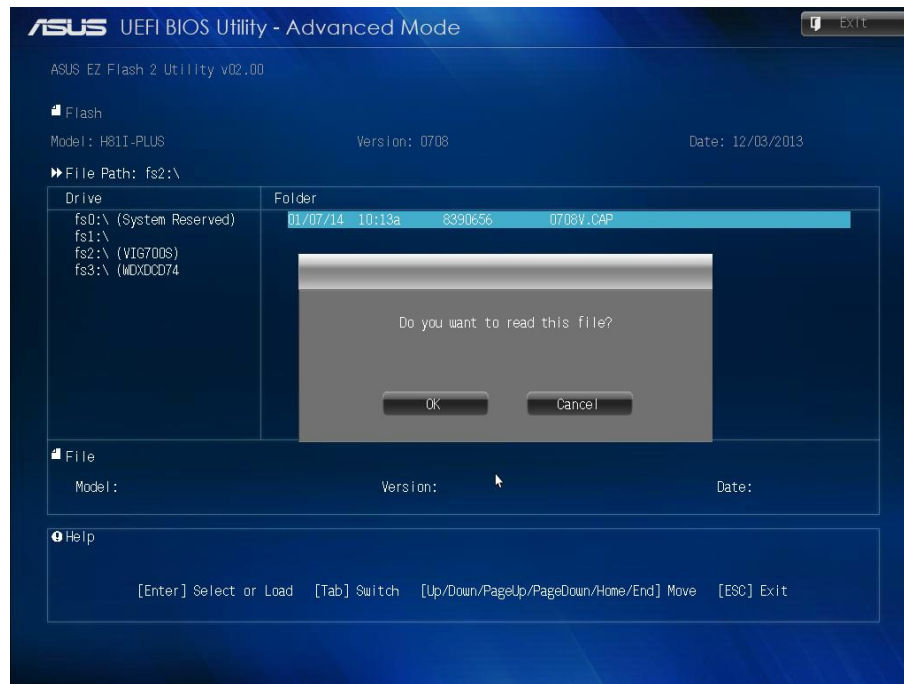 ASUS UEFI BIOS Utility - Advanced Mode
Exit
ASUS EZ Flash 2 Utility v02.00
Flash
Model: H81I-PLUS Version: 0708 Date: 12/03/2013
File Path: fs2:\
Drive Folder
fs0:\ (System Reserved) 01/07/14 10:13a 8390656 0708V.CAP
fs1:\
fs2:\ (VIG700S)
fs3:\ (WDXDCD74
Do you want to read this file?
OK Cancel
File
Model: Version: Date:
Help
[Enter] Select or Load [Tab] Switch [Up/Down/PageUp/PageDown/Home/End] Move [ESC] Exit